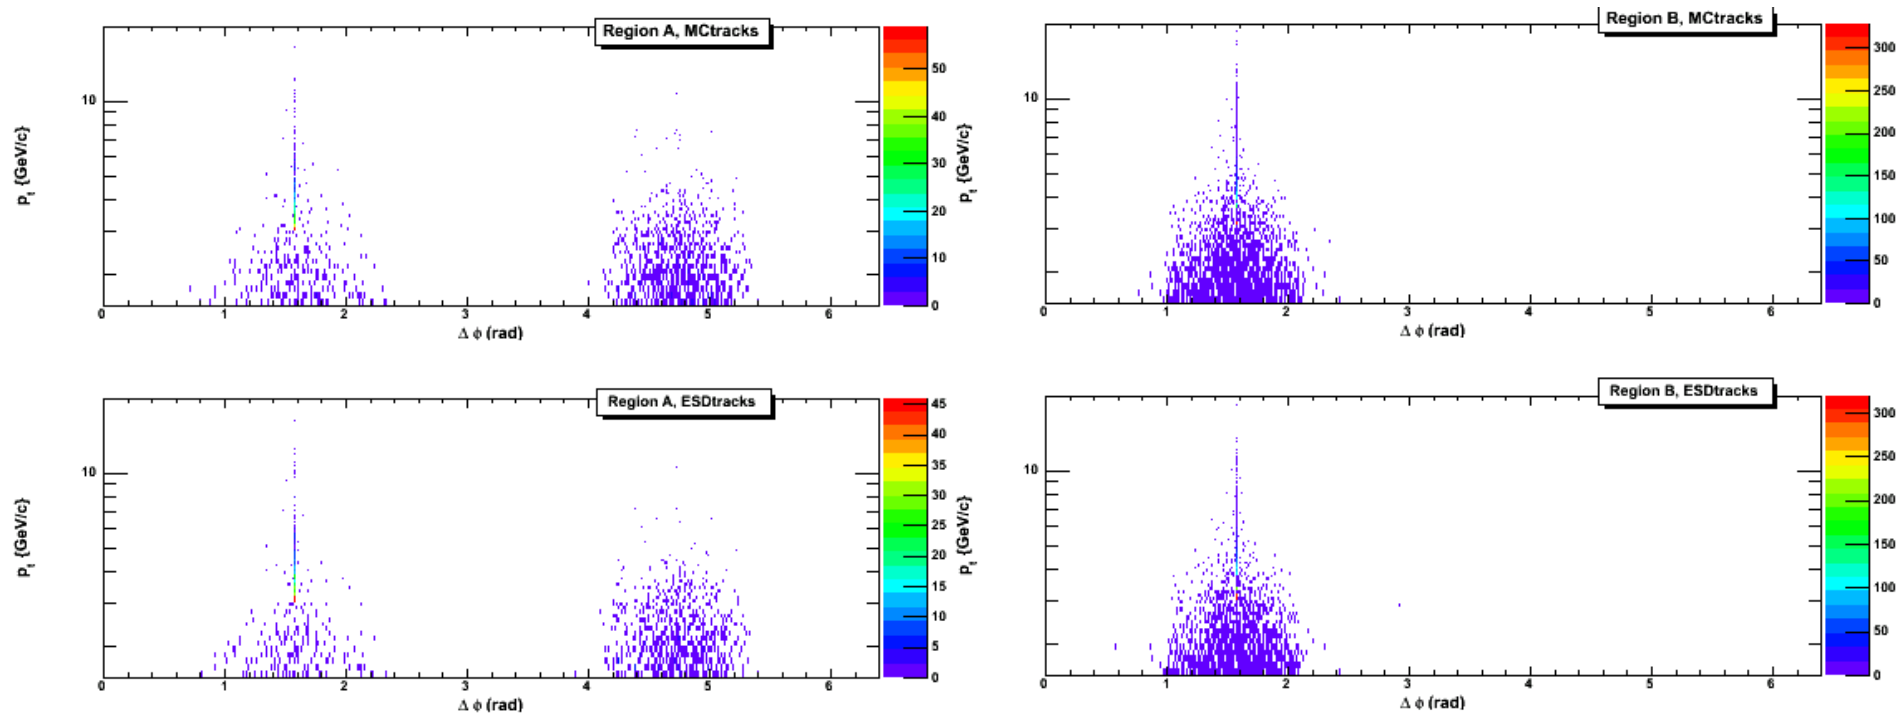 Region A, MCtracks
10
50
40
30
20
10
0
p_t {GeV/c}
0 1 2 3 4 5 6
Δ ϕ (rad)
Region B, MCtracks
10
300
250
200
150
100
50
0
p_t {GeV/c}
0 1 2 3 4 5 6
Δ ϕ (rad)
Region A, ESDtracks
10
45
40
35
30
25
20
15
10
5
0
p_t {GeV/c}
0 1 2 3 4 5 6
Δ ϕ (rad)
Region B, ESDtracks
10
300
250
200
150
100
50
0
p_t {GeV/c}
0 1 2 3 4 5 6
Δ ϕ (rad)